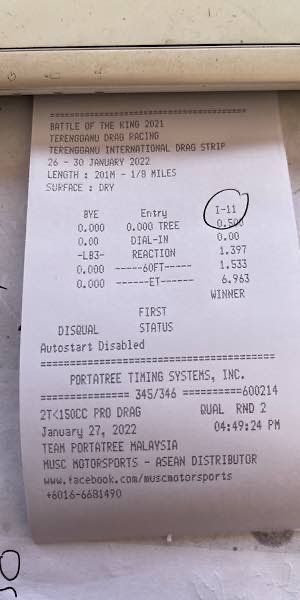 ===================================
BATTLE OF THE KING 2021
TERENGGANU DRAG RACING
TERENGGANU INTERNATIONAL DRAG STRIP
26 - 30 JANUARY 2022
LENGTH : 201M - 1/8 MILES
SURFACE : DRY
BYE Entry I-11
0.000 0.000 TREE 0.500
0.00 DIAL-IN 0.00
-LB3- REACTION 1.397
0.000 -----60FT----- 1.533
0.000 ------ET------ 6.963
WINNER
FIRST
DISQUAL STATUS
Autostart Disabled
========================================
PORTATREE TIMING SYSTEMS, INC.
=============== 345/346 ==========600214
2T<150CC PRO DRAG QUAL RND 2
January 27, 2022 04:49:24 PM
TEAM PORTATREE MALAYSIA
MUSC MOTORSPORTS - ASEAN DISTRIBUTOR
www.facebook.com/muscmotorsports
+6016-6681490